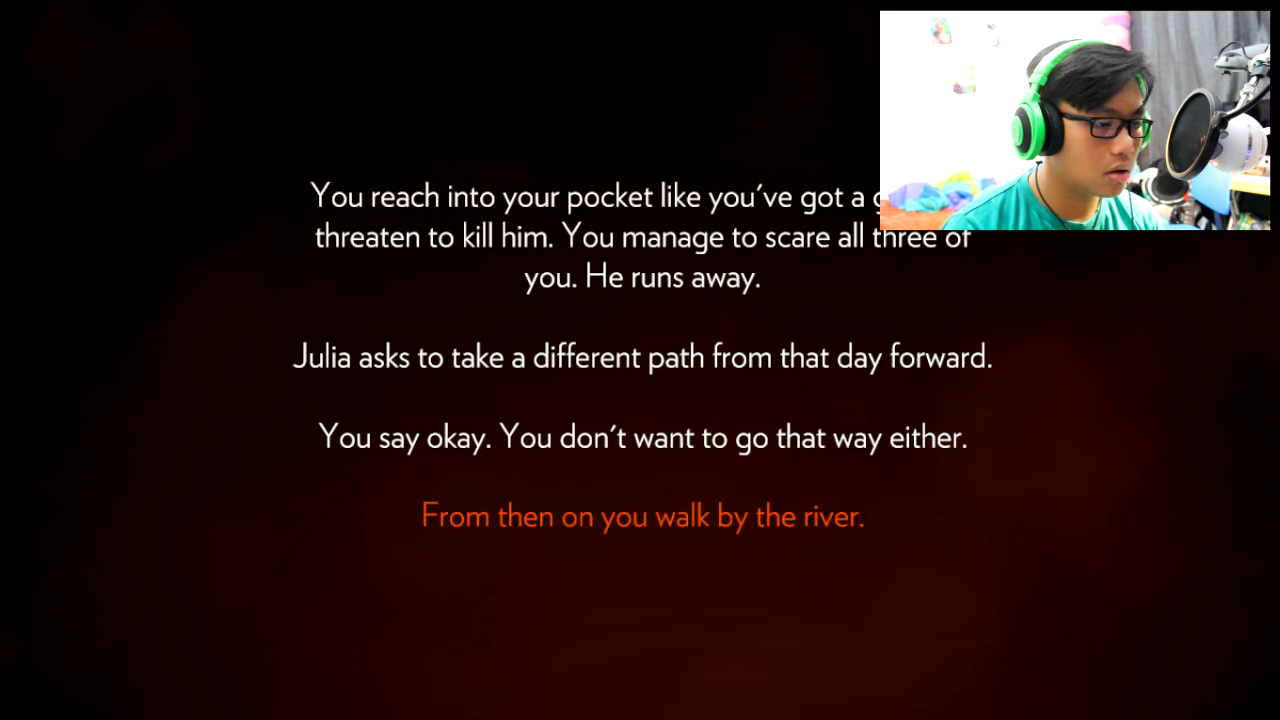 You reach into your pocket like you've got a
threaten to kill him. You manage to scare all three of
you. He runs away.
Julia asks to take a different path from that day forward.
You say okay. You don't want to go that way either.
From then on you walk by the river.